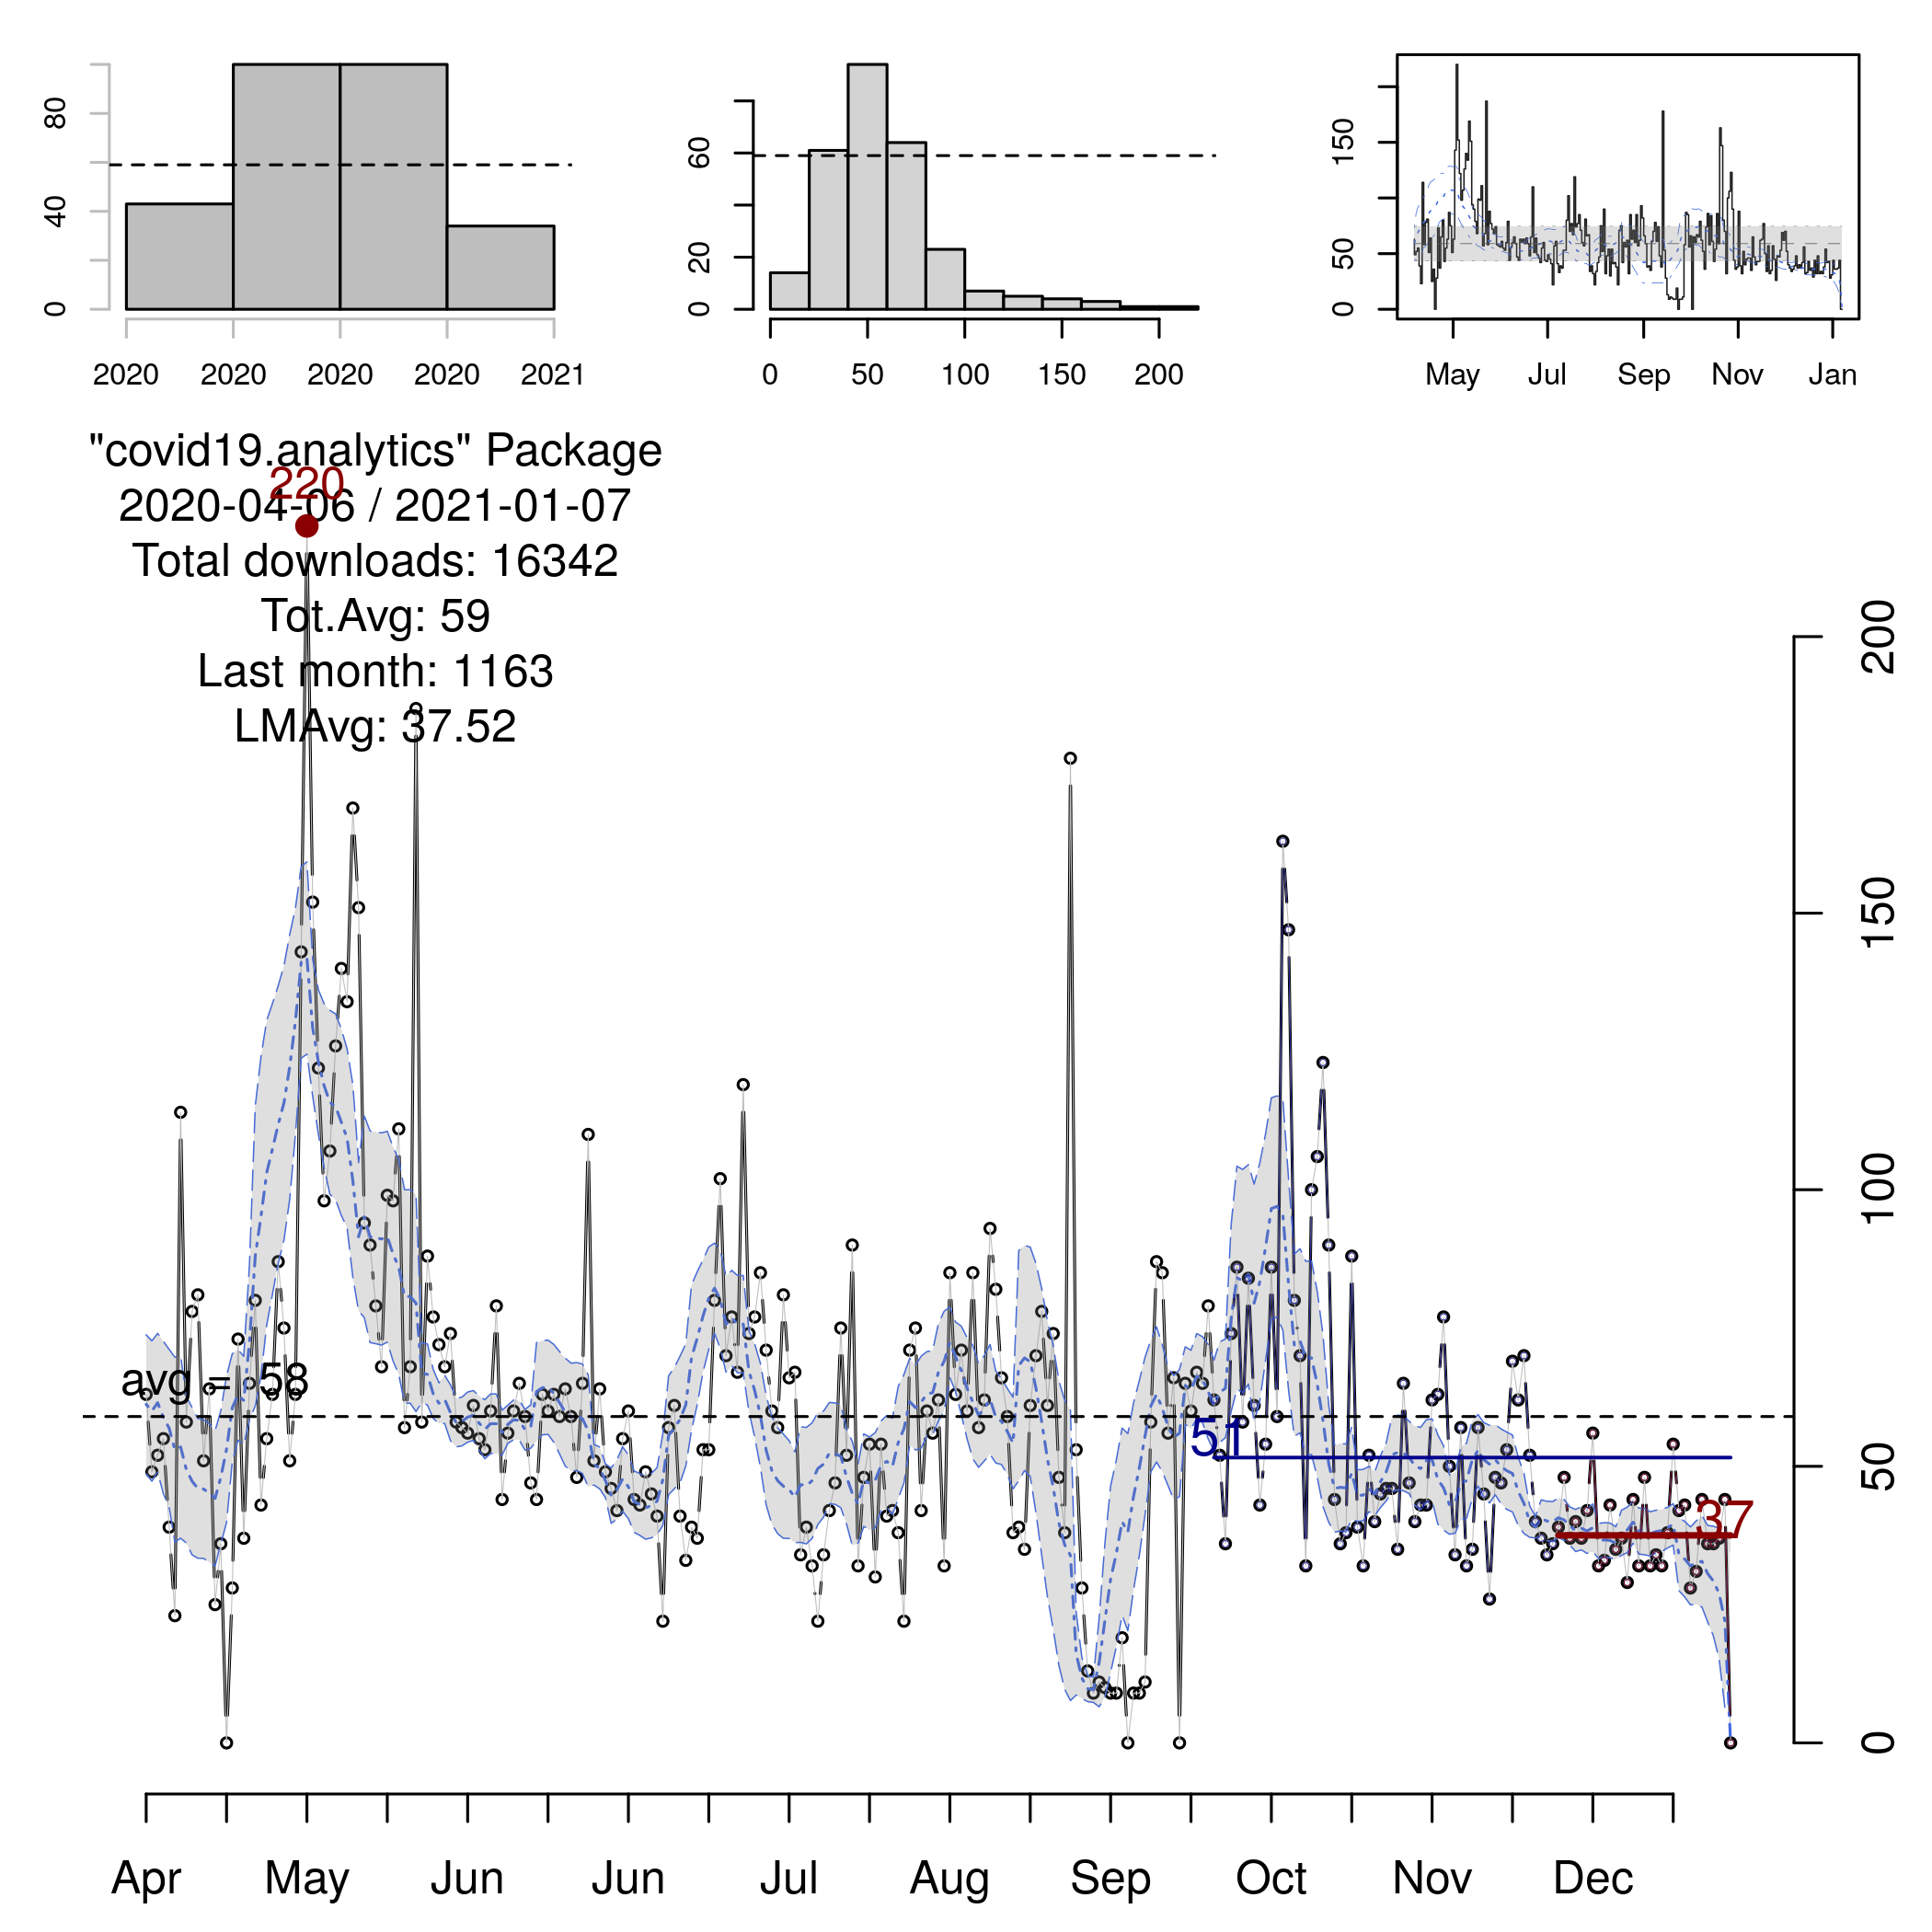 80
40
0
2020 2020 2020 2020 2021
60
20
0
0 50 100 150 200
150
50
0
May Jul Sep Nov Jan
"covid19.analytics" Package
220
2020-04-06 / 2021-01-07
Total downloads: 16342
Tot.Avg: 59
Last month: 1163
LMAvg: 37.52
avg = 58
51
37
200
150
100
50
0
Apr May Jun Jun Jul Aug Sep Oct Nov Dec